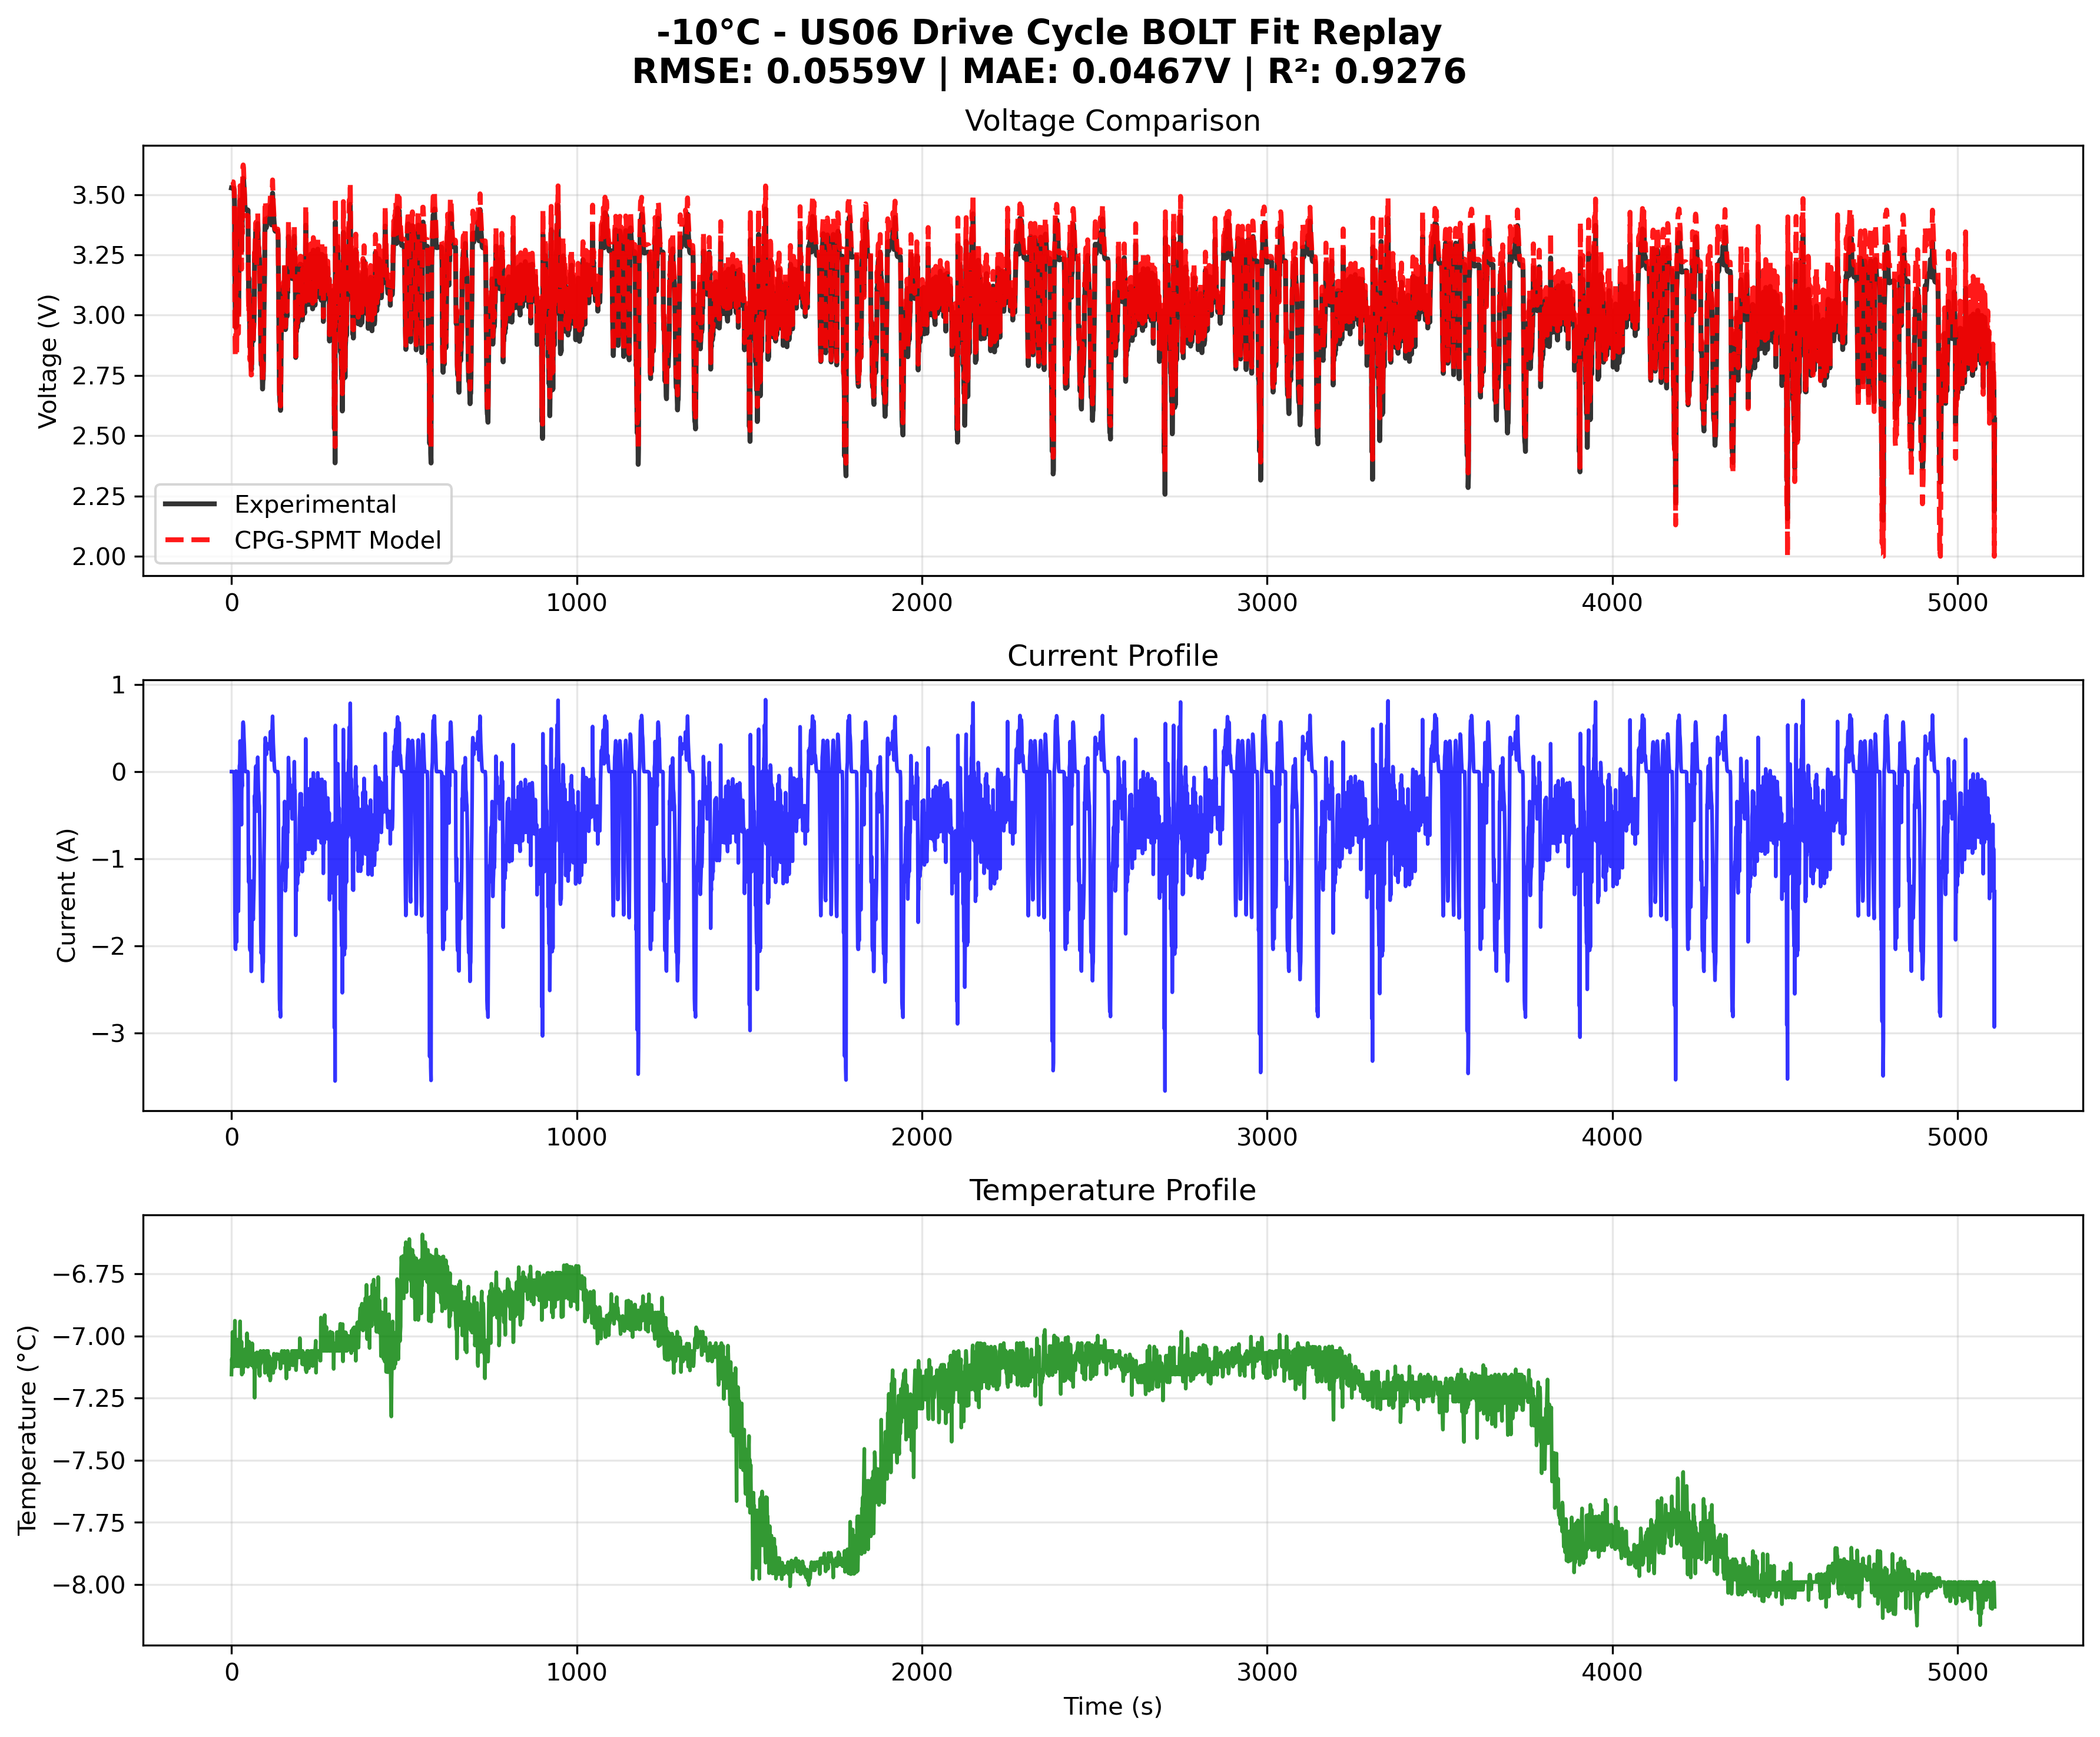 -10°C - US06 Drive Cycle BOLT Fit Replay
RMSE: 0.0559V | MAE: 0.0467V | R²: 0.9276
Voltage Comparison
Voltage (V)
3.50
3.25
3.00
2.75
2.50
2.25
2.00
Experimental
CPG-SPMT Model
0 1000 2000 3000 4000 5000
Current Profile
Current (A)
1
0
−1
−2
−3
0 1000 2000 3000 4000 5000
Temperature Profile
Temperature (°C)
−6.75
−7.00
−7.25
−7.50
−7.75
−8.00
0 1000 2000 3000 4000 5000
Time (s)